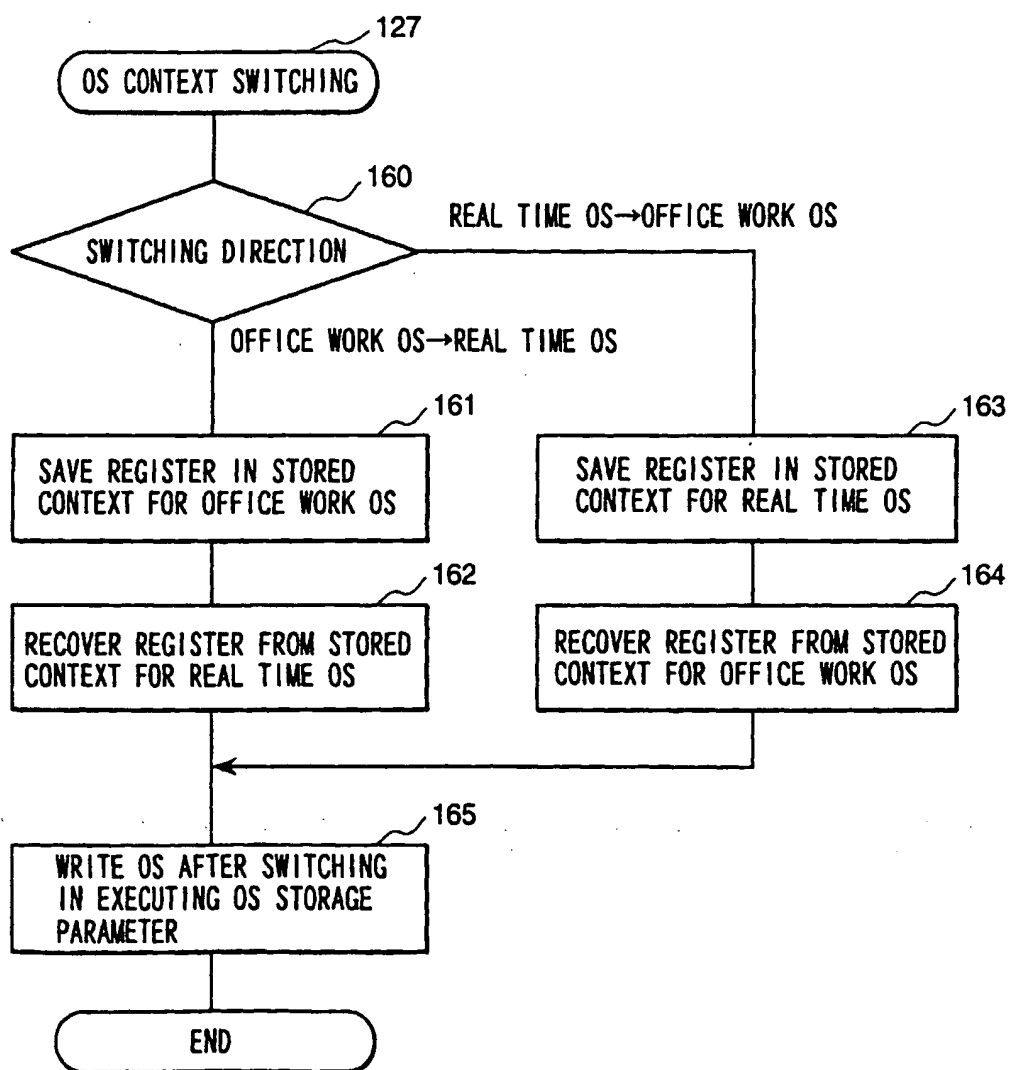 127
OS CONTEXT SWITCHING
160
SWITCHING DIRECTION
REAL TIME OS→OFFICE WORK OS
OFFICE WORK OS→REAL TIME OS
161
SAVE REGISTER IN STORED
CONTEXT FOR OFFICE WORK OS
163
SAVE REGISTER IN STORED
CONTEXT FOR REAL TIME OS
162
RECOVER REGISTER FROM STORED
CONTEXT FOR REAL TIME OS
164
RECOVER REGISTER FROM STORED
CONTEXT FOR OFFICE WORK OS
165
WRITE OS AFTER SWITCHING
IN EXECUTING OS STORAGE
PARAMETER
END